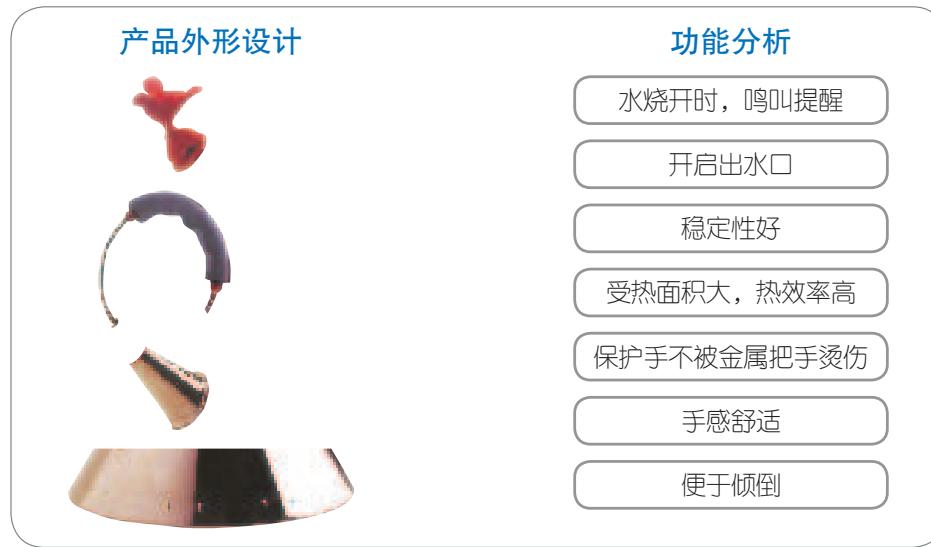 产品外形设计
功能分析
水烧开时，鸣叫提醒
开启出水口
稳定性好
受热面积大，热效率高
保护手不被金属把手烫伤
手感舒适
便于倾倒